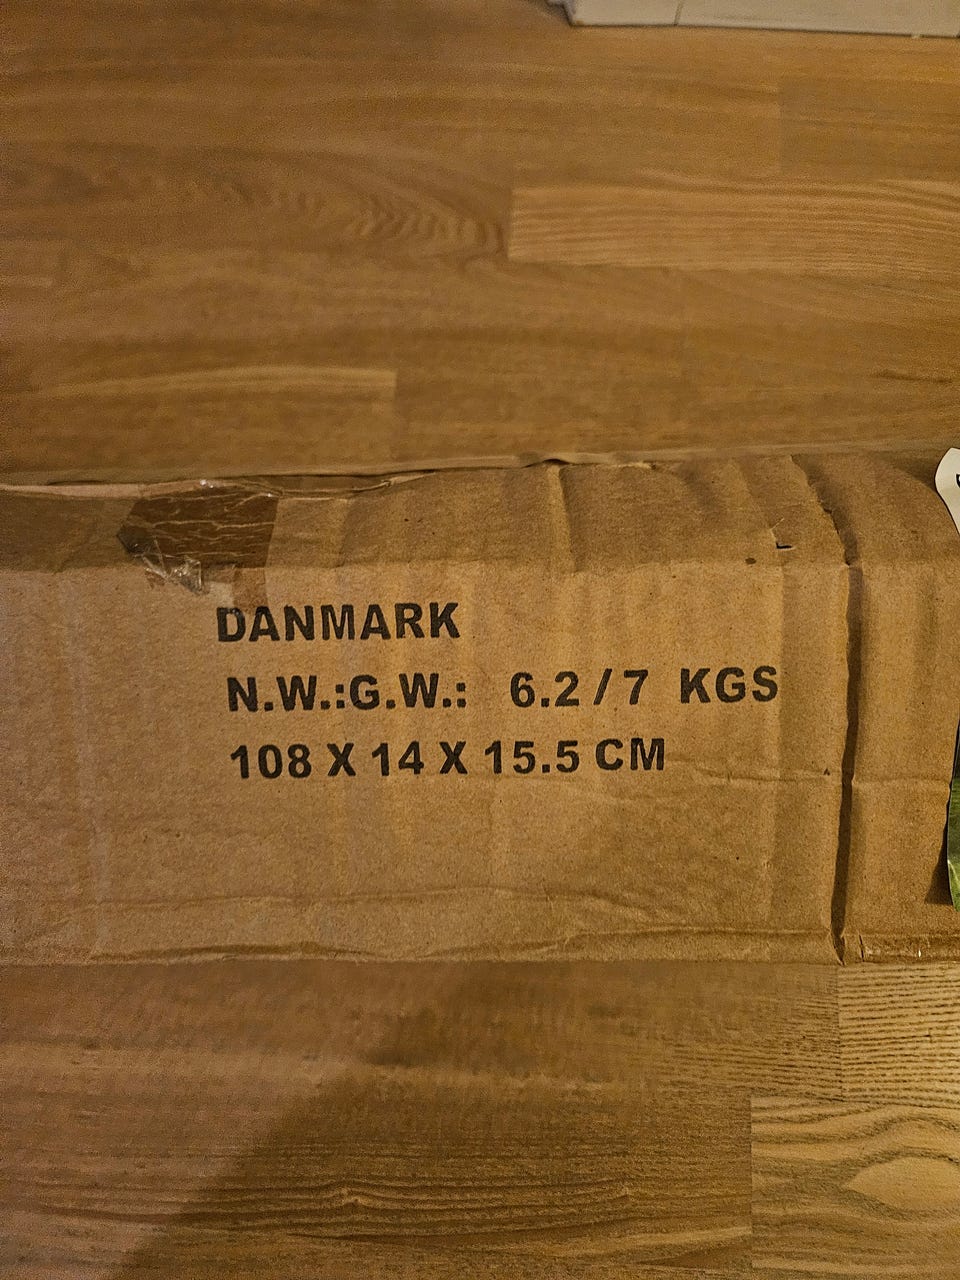 DANMARK
N.W.:G.W.: 6.2 / 7 KGS
108 X 14 X 15.5 CM